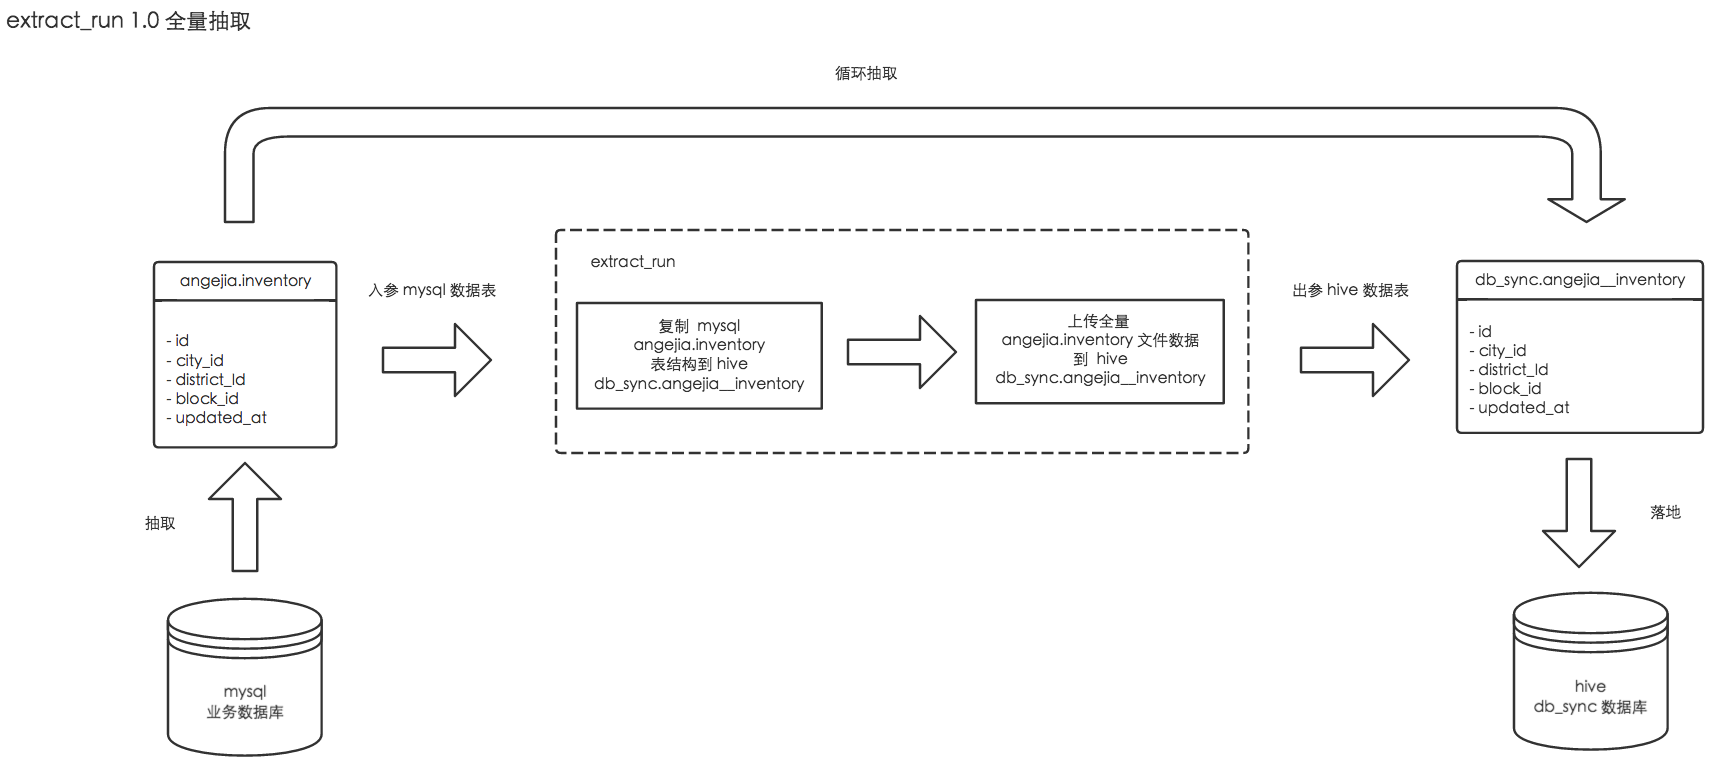 extract_run 1.0 全量抽取
循环抽取
angejia.inventory
- id
- city_id
- district_Id
- block_id
- updated_at
入参 mysql 数据表
extract_run
复制 mysql
angejia.inventory
表结构到 hive
db_sync.angejia__inventory
上传全量
angejia.inventory 文件数据
到 hive
db_sync.angejia__inventory
出参 hive 数据表
db_sync.angejia__inventory
- id
- city_id
- district_Id
- block_id
- updated_at
抽取
落地
mysql
业务数据库
hive
db_sync 数据库